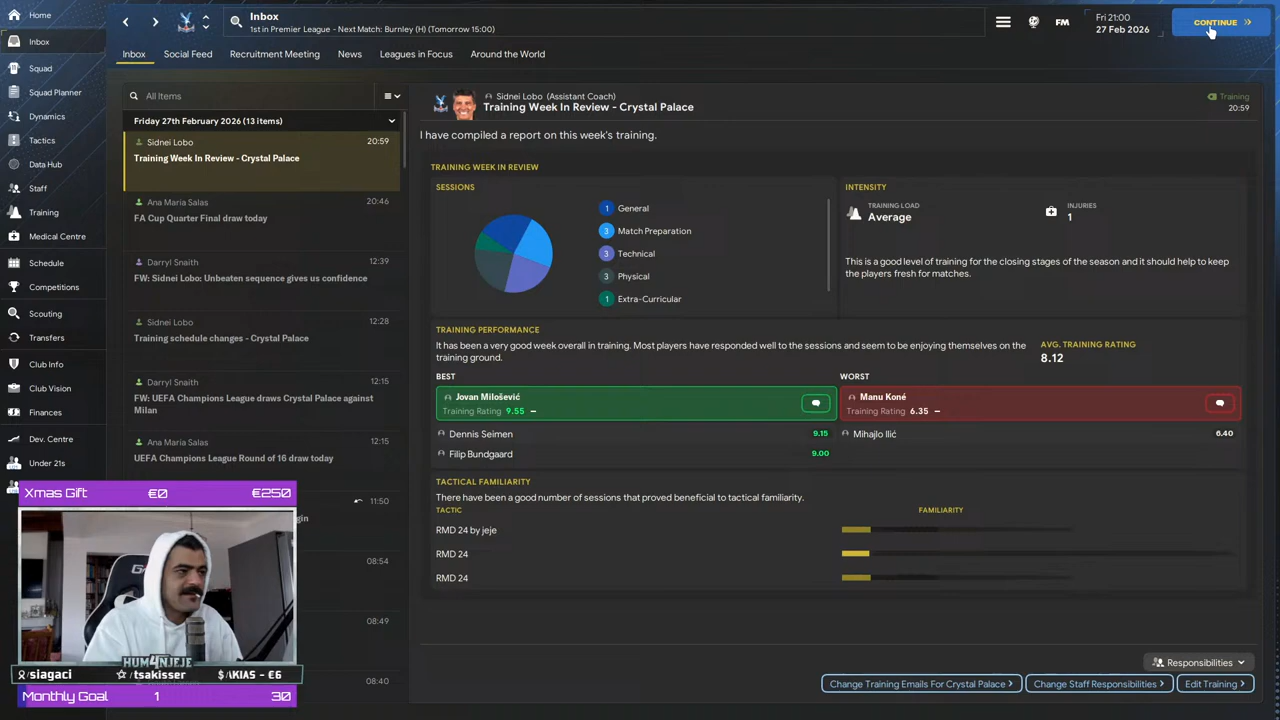 Home
Inbox
Squad
Squad Planner
Dynamics
Tactics
Data Hub
Staff
Training
Medical Centre
Schedule
Competitions
Scouting
Transfers
Club Info
Club Vision
Finances
Dev. Centre
Under 21s
Inbox
1st in Premier League - Next Match: Burnley (H) (Tomorrow 15:00)
FM
Fri 21:00
27 Feb 2026
CONTINUE
Inbox
Social Feed
Recruitment Meeting
News
Leagues in Focus
Around the World
All Items
Friday 27th February 2026 (13 items)
Sidnei Lobo 20:59
Training Week In Review - Crystal Palace
Ana Maria Salas 20:46
FA Cup Quarter Final draw today
Darryl Snaith 12:39
FW: Sidnei Lobo: Unbeaten sequence gives us confidence
Sidnei Lobo 12:28
Training schedule changes - Crystal Palace
Darryl Snaith 12:15
FW: UEFA Champions League draws Crystal Palace against
Milan
Ana Maria Salas 12:15
UEFA Champions League Round of 16 draw today
11:50
08:54
08:49
08:40
Sidnei Lobo (Assistant Coach)
Training Week In Review - Crystal Palace
Training
20:59
I have compiled a report on this week's training.
TRAINING WEEK IN REVIEW
SESSIONS
1 General
3 Match Preparation
3 Technical
3 Physical
1 Extra-Curricular
INTENSITY
TRAINING LOAD
Average
INJURIES
1
This is a good level of training for the closing stages of the season and it should help to keep
the players fresh for matches.
TRAINING PERFORMANCE
It has been a very good week overall in training. Most players have responded well to the sessions and seem to be enjoying themselves on the
training ground.
AVG. TRAINING RATING
8.12
BEST
Jovan Milošević
Training Rating 9.55 –
Dennis Seimen 9.15
Filip Bundgaard 9.00
WORST
Manu Koné
Training Rating 6.35 –
Mihajlo Ilić 6.40
TACTICAL FAMILIARITY
There have been a good number of sessions that proved beneficial to tactical familiarity.
TACTIC FAMILIARITY
RMD 24 by jeje
RMD 24
RMD 24
Responsibilities
Change Training Emails For Crystal Palace >
Change Staff Responsibilities >
Edit Training >
Xmas Gift €0 €250
HUM4NJEJE
/siagaci
/tsakisser
Monthly Goal 1 30